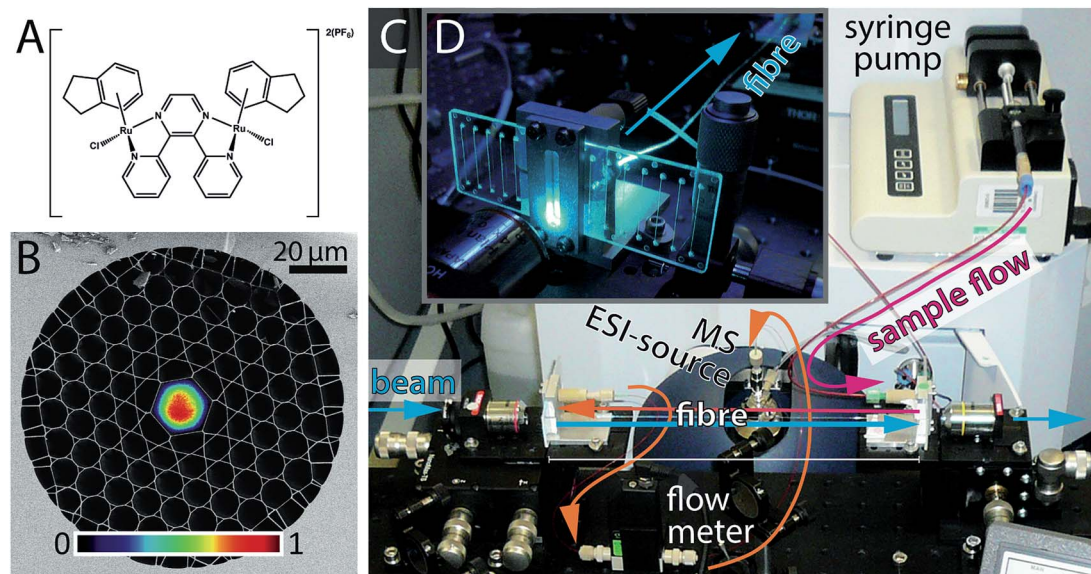 A
2(PF₆)
Ru
N
N
Ru
Cl
N
N
Cl
B
20 µm
0
1
C
D
fibre
syringe
pump
sample flow
MS
ESI-source
beam
fibre
flow
meter